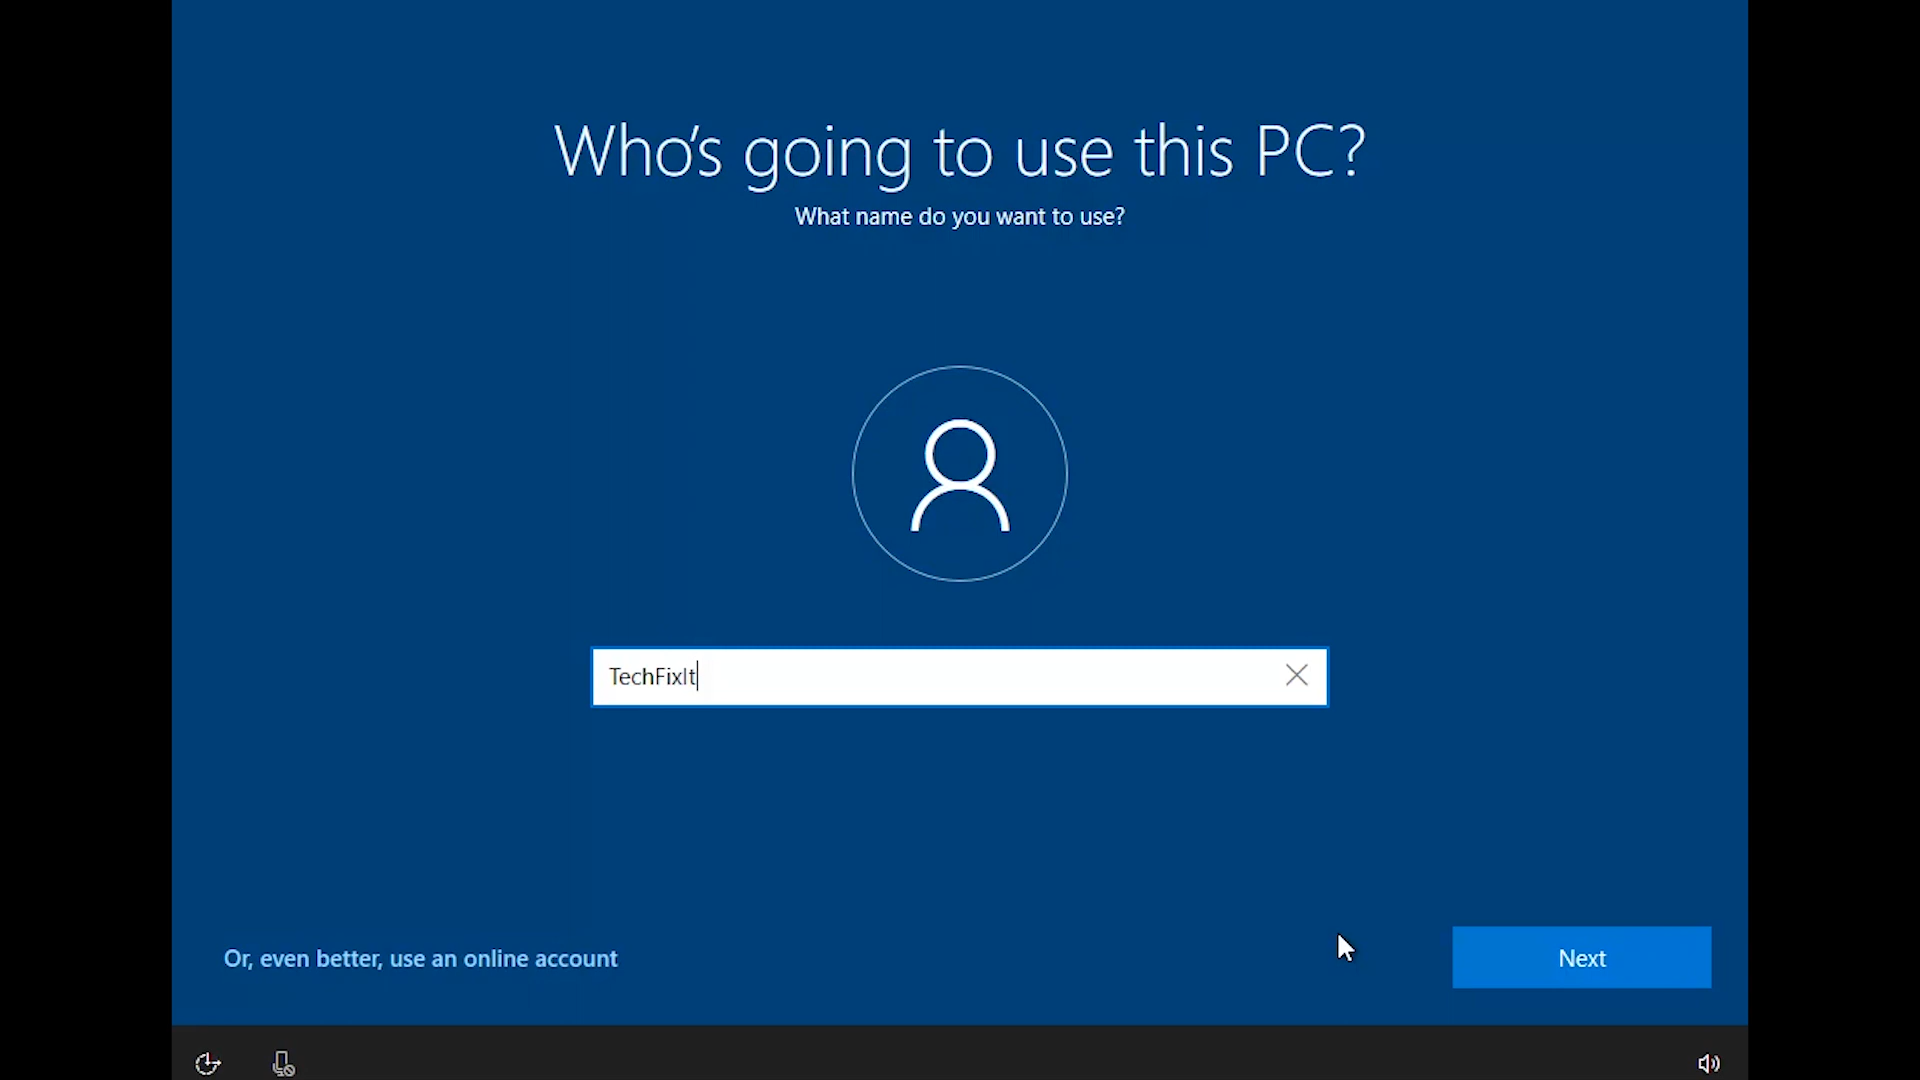 Who's going to use this PC?
What name do you want to use?
TechFixIt
Or, even better, use an online account
Next